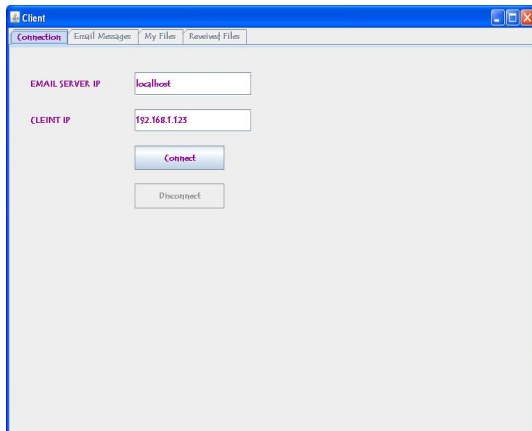 Client
Connection Email Messages My Files Reveived Files
EMAIL SERVER IP localhost
CLEINT IP 192.168.1.123
Connect
Disconnect